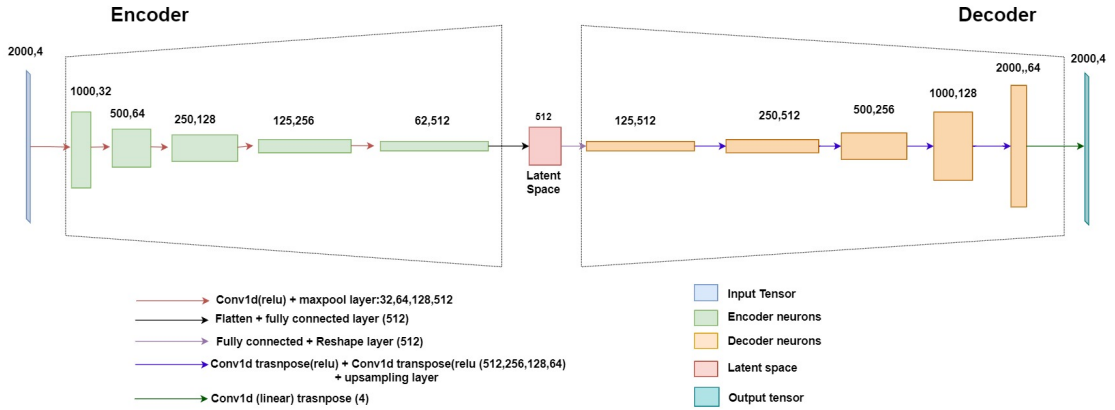 Encoder
Decoder
2000,4
1000,32
500,64
250,128
125,256
62,512
512
Latent
Space
125,512
250,512
500,256
1000,128
2000,,64
2000,4
Conv1d(relu) + maxpool layer:32,64,128,512
Flatten + fully connected layer (512)
Fully connected + Reshape layer (512)
Conv1d trasnpose(relu) + Conv1d transpose(relu (512,256,128,64)
+ upsampling layer
Conv1d (linear) trasnpose (4)
Input Tensor
Encoder neurons
Decoder neurons
Latent space
Output tensor